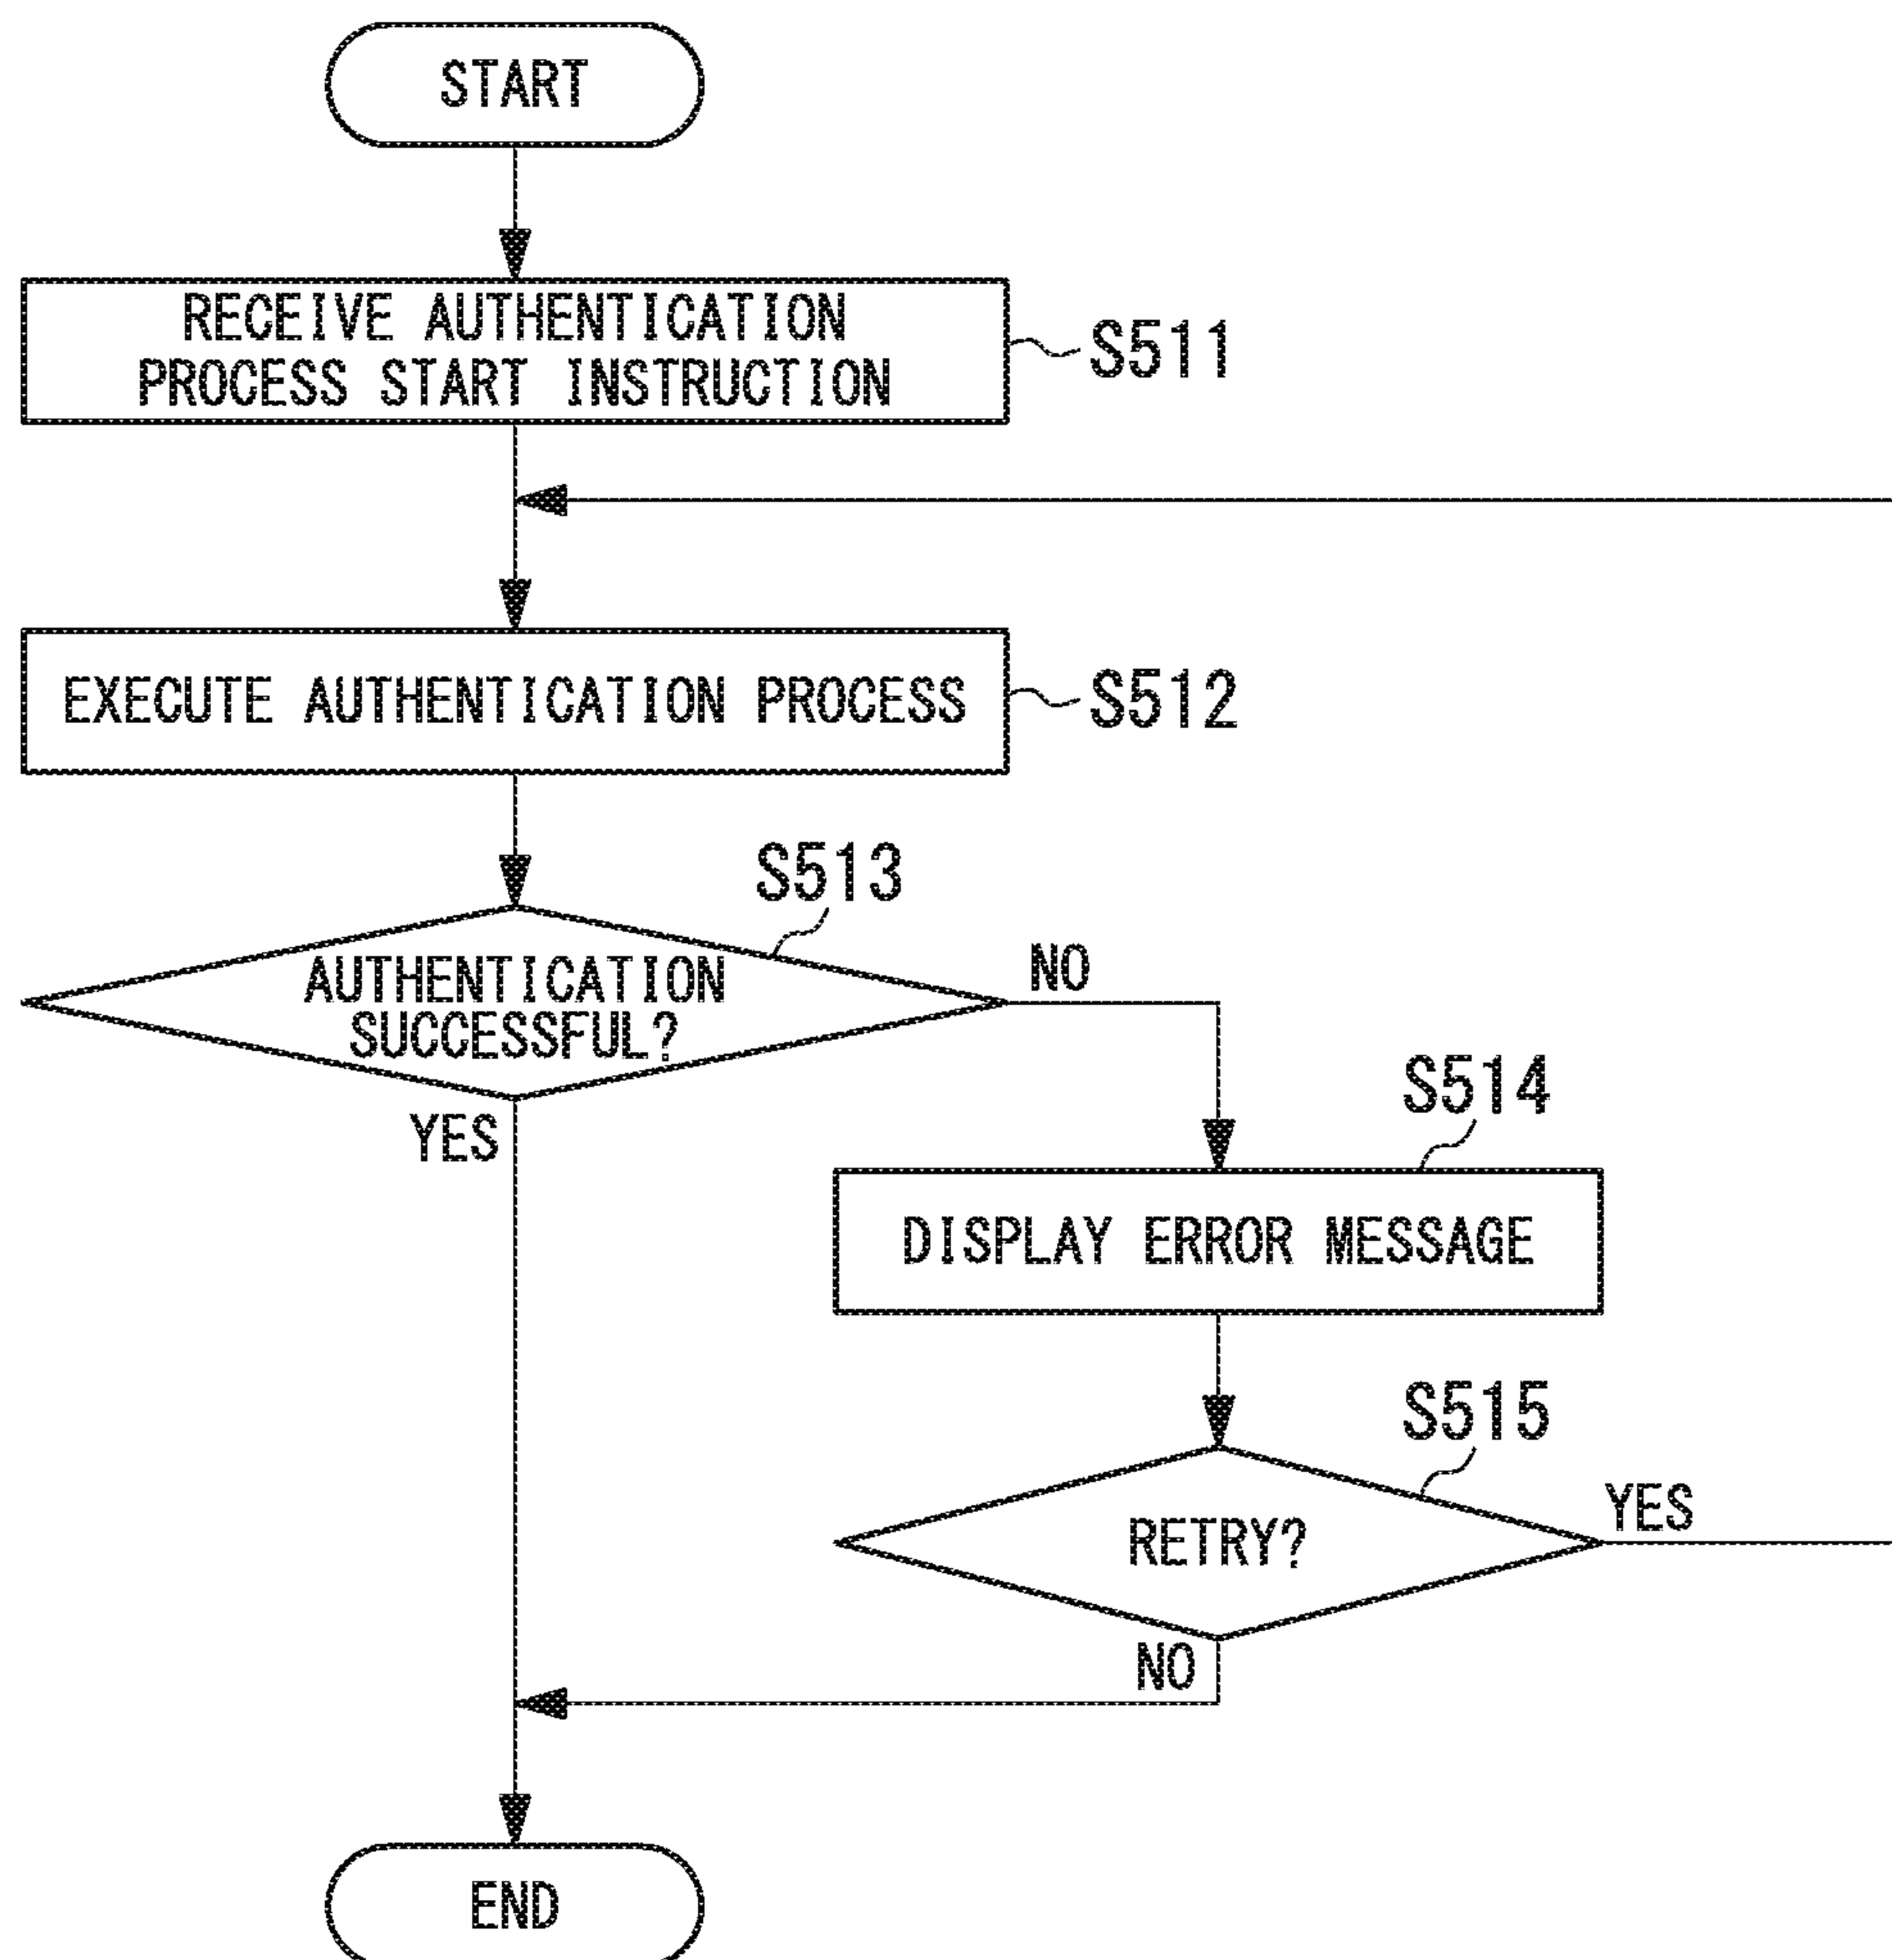 START
RECEIVE AUTHENTICATION
PROCESS START INSTRUCTION
S511
EXECUTE AUTHENTICATION PROCESS
S512
S513
AUTHENTICATION
SUCCESSFUL?
NO
YES
S514
DISPLAY ERROR MESSAGE
S515
RETRY?
YES
NO
END